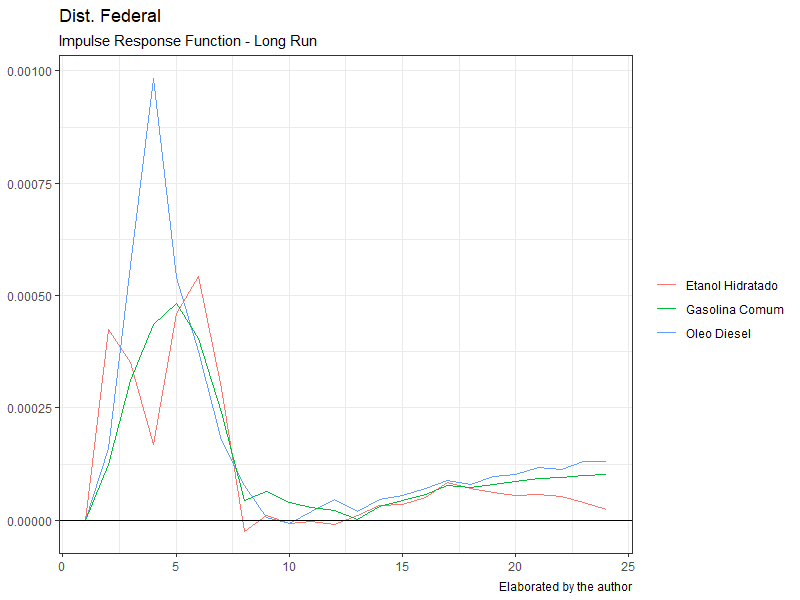 Dist. Federal
Impulse Response Function - Long Run
0.00100
0.00075
0.00050
0.00025
0.00000
0 5 10 15 20 25
Etanol Hidratado
Gasolina Comum
Oleo Diesel
Elaborated by the author